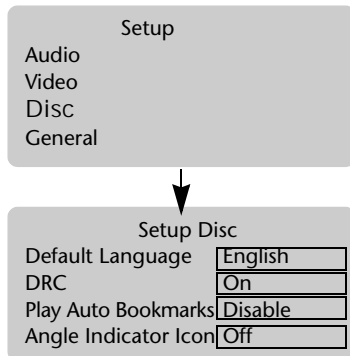 Setup
Audio
Video
Disc
General
Setup Disc
Default Language English
DRC On
Play Auto Bookmarks Disable
Angle Indicator Icon Off